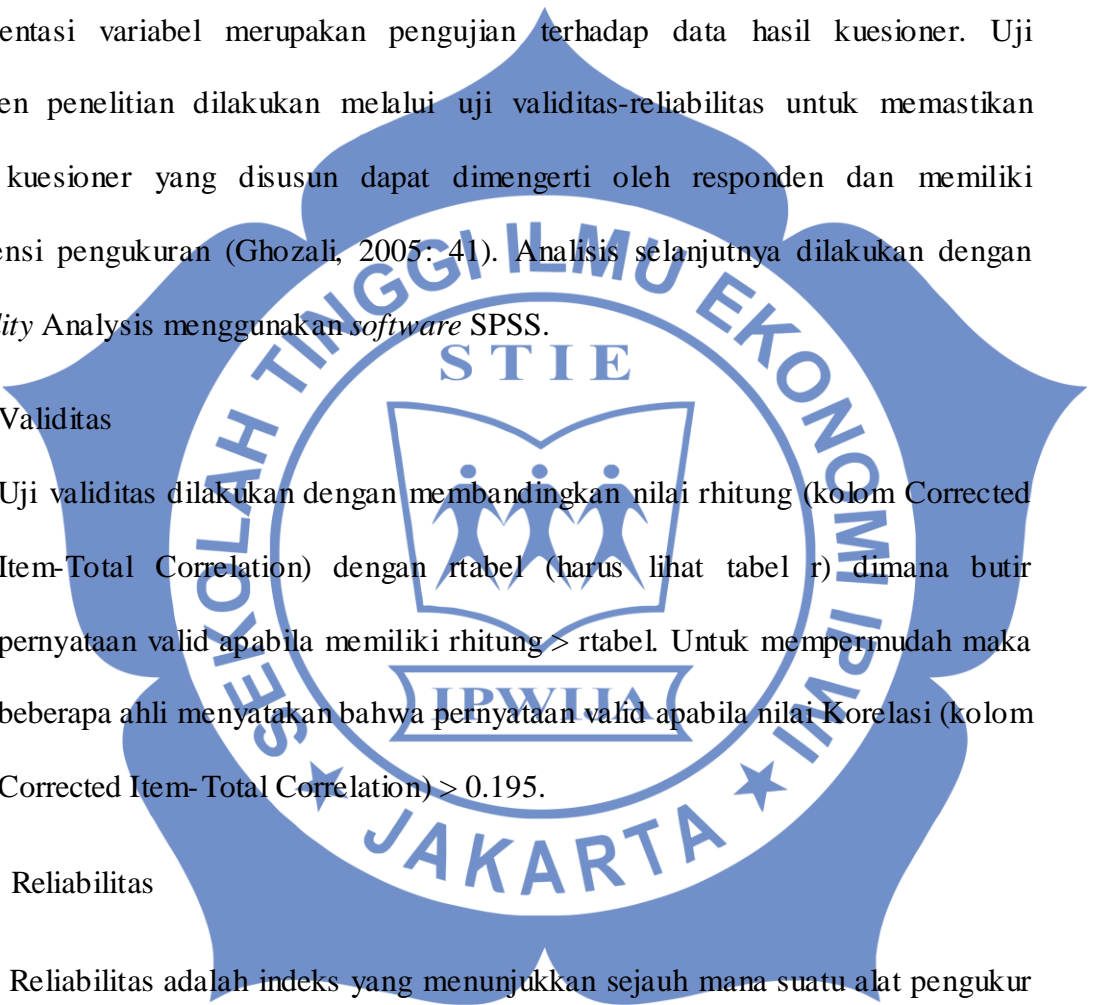 entasi variabel merupakan pengujian terhadap data hasil kuesioner. Uji
en penelitian dilakukan melalui uji validitas-reliabilitas untuk memastikan
kuesioner yang disusun dapat dimengerti oleh responden dan memiliki
ensi pengukuran (Ghozali, 2005: 41). Analisis selanjutnya dilakukan dengan
lity Analysis menggunakan software SPSS.
Validitas
Uji validitas dilakukan dengan membandingkan nilai rhitung (kolom Corrected
Item-Total Correlation) dengan rtabel (harus lihat tabel r) dimana butir
pernyataan valid apabila memiliki rhitung > rtabel. Untuk mempermudah maka
beberapa ahli menyatakan bahwa pernyataan valid apabila nilai Korelasi (kolom
Corrected Item-Total Correlation) > 0.195.
Reliabilitas
Reliabilitas adalah indeks yang menunjukkan sejauh mana suatu alat pengukur
SEKOLAH TINGGI ILMU EKONOMI IPWI
STIE
IPWIJA
★ JAKARTA ★